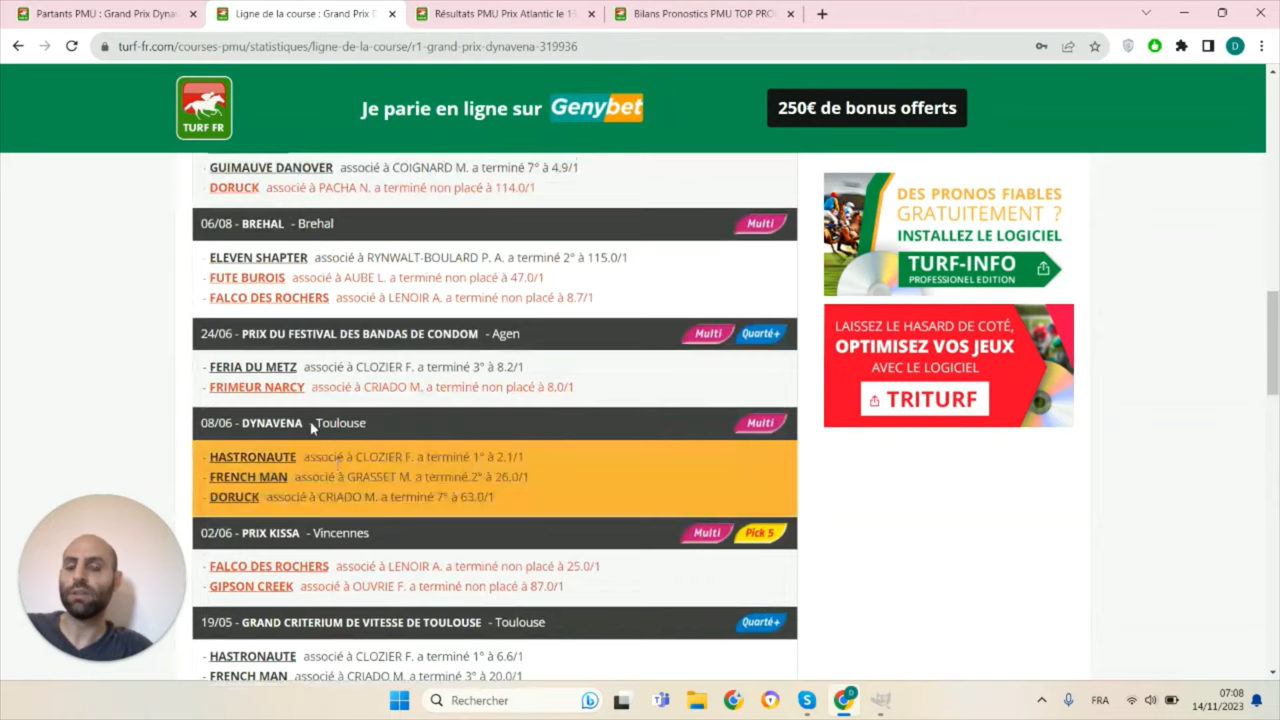 Partants PMU : Grand Prix Dyna
Ligne de la course : Grand Prix D
Résultats PMU Prix Atlantic le 1
Bilans Pronostics PMU TOP PRO
turf-fr.com/courses-pmu/statistiques/ligne-de-la-course/r1-grand-prix-dynavena-319936
D
TURF FR
Je parie en ligne sur Genybet
250€ de bonus offerts
- GUIMAUVE DANOVER associé à COIGNARD M. a terminé 7° à 4.9/1
- DORUCK associé à PACHA N. a terminé non placé à 114.0/1
06/08 - BREHAL - Brehal Multi
- ELEVEN SHAPTER associé à RYNWALT-BOULARD P. A. a terminé 2° à 115.0/1
- FUTE BUROIS associé à AUBE L. a terminé non placé à 47.0/1
- FALCO DES ROCHERS associé à LENOIR A. a terminé non placé à 8.7/1
24/06 - PRIX DU FESTIVAL DES BANDAS DE CONDOM - Agen Multi Quarté+
- FERIA DU METZ associé à CLOZIER F. a terminé 3° à 8.2/1
- FRIMEUR NARCY associé à CRIADO M. a terminé non placé à 8.0/1
08/06 - DYNAVENA - Toulouse Multi
- HASTRONAUTE associé à CLOZIER F. a terminé 1° à 2.1/1
- FRENCH MAN associé à GRASSET M. a terminé 2° à 26.0/1
- DORUCK associé à CRIADO M. a terminé 7° à 63.0/1
02/06 - PRIX KISSA - Vincennes Multi Pick 5
- FALCO DES ROCHERS associé à LENOIR A. a terminé non placé à 25.0/1
- GIPSON CREEK associé à OUVRIE F. a terminé non placé à 87.0/1
19/05 - GRAND CRITERIUM DE VITESSE DE TOULOUSE - Toulouse Quarté+
- HASTRONAUTE associé à CLOZIER F. a terminé 1° à 6.6/1
- FRENCH MAN associé à CRIADO M. a terminé 3° à 20.0/1
DES PRONOS FIABLES
GRATUITEMENT ?
INSTALLEZ LE LOGICIEL
TURF-INFO
PROFESSIONEL EDITION
LAISSEZ LE HASARD DE COTÉ,
OPTIMISEZ VOS JEUX
AVEC LE LOGICIEL
TRITURF
Rechercher
FRA
07:08
14/11/2023